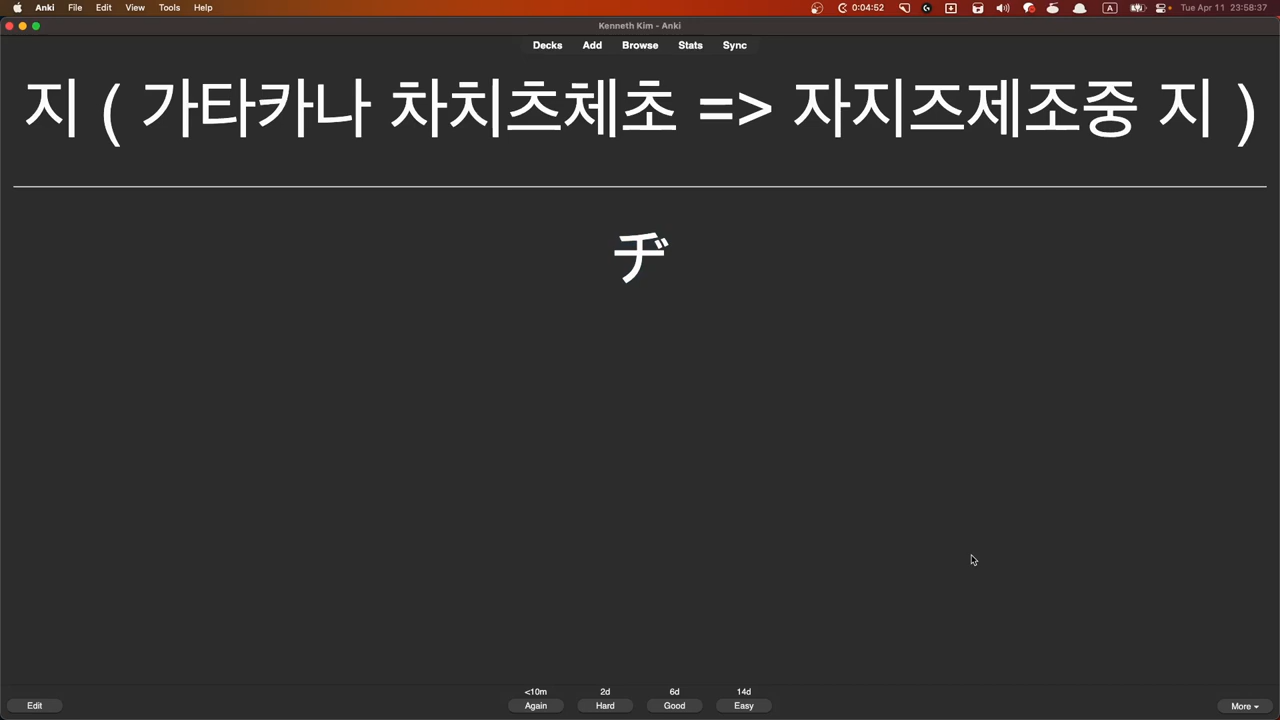 Anki File Edit View Tools Help 0:04:52 A Tue Apr 11 23:58:37
Kenneth Kim - Anki
Decks Add Browse Stats Sync
지 ( 가타카나 차치츠체초 => 자지즈제조중 지 )
ヂ
<10m 2d 6d 14d
Edit Again Hard Good Easy More